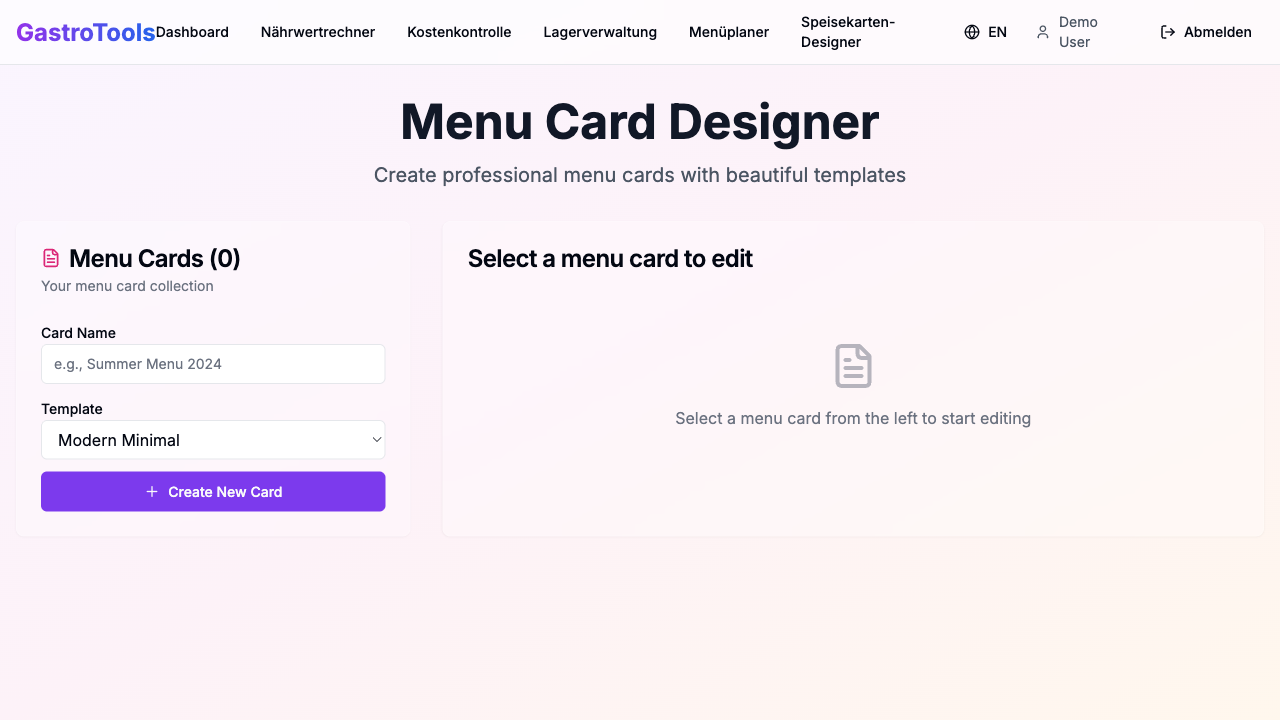 GastroTools Dashboard Nährwertrechner Kostenkontrolle Lagerverwaltung Menüplaner Speisekarten-Designer EN Demo User Abmelden
Menu Card Designer
Create professional menu cards with beautiful templates
Menu Cards (0)
Your menu card collection
Card Name
e.g., Summer Menu 2024
Template
Modern Minimal
Create New Card
Select a menu card to edit
Select a menu card from the left to start editing